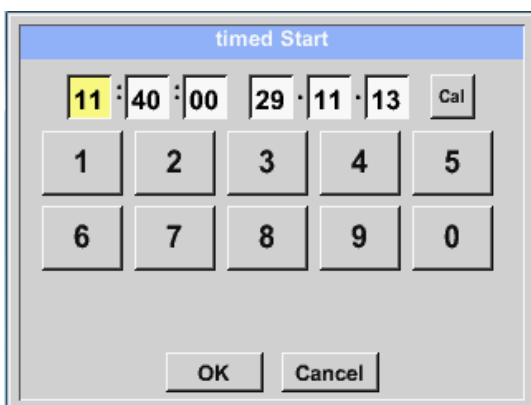 timed Start
11 : 40 : 00 29 · 11 · 13 Cal
1 2 3 4 5
6 7 8 9 0
OK Cancel